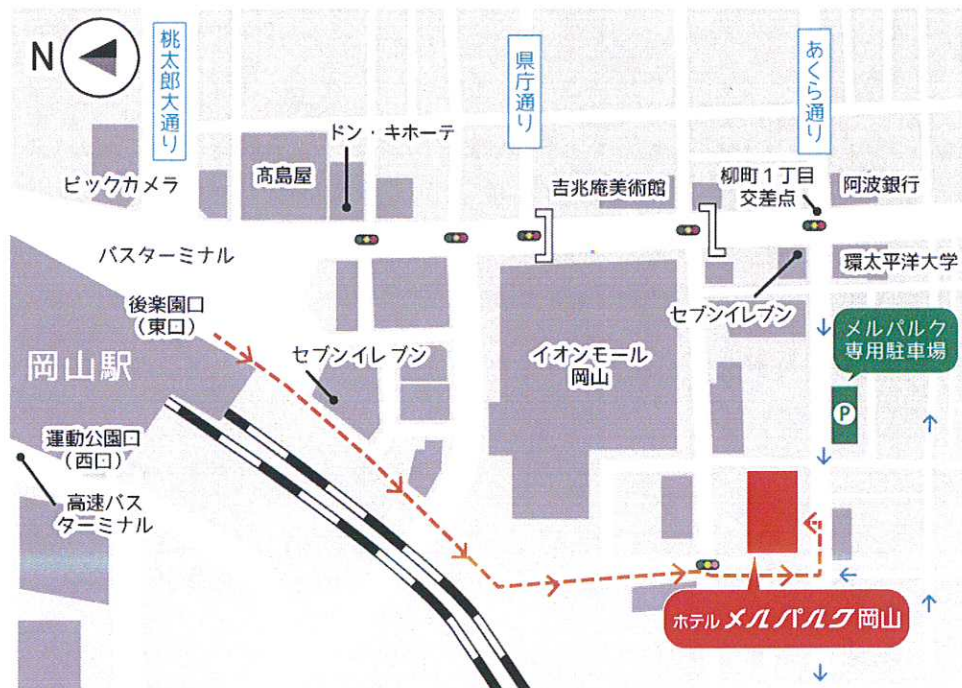 N
桃太郎大通り
県庁通り
あくら通り
ビックカメラ
髙島屋
ドン・キホーテ
吉兆庵美術館
柳町1丁目
交差点
阿波銀行
バスターミナル
環太平洋大学
後楽園口
(東口)
セブンイレブン
セブンイレブン
イオンモール
岡山
メルパルク
専用駐車場
岡山駅
P
運動公園口
(西口)
高速バス
ターミナル
ホテル メルパルク 岡山